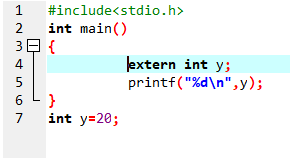 1 #include<stdio.h>
2 int main()
3 {
4 extern int y;
5 printf("%d\n",y);
6 }
7 int y=20;